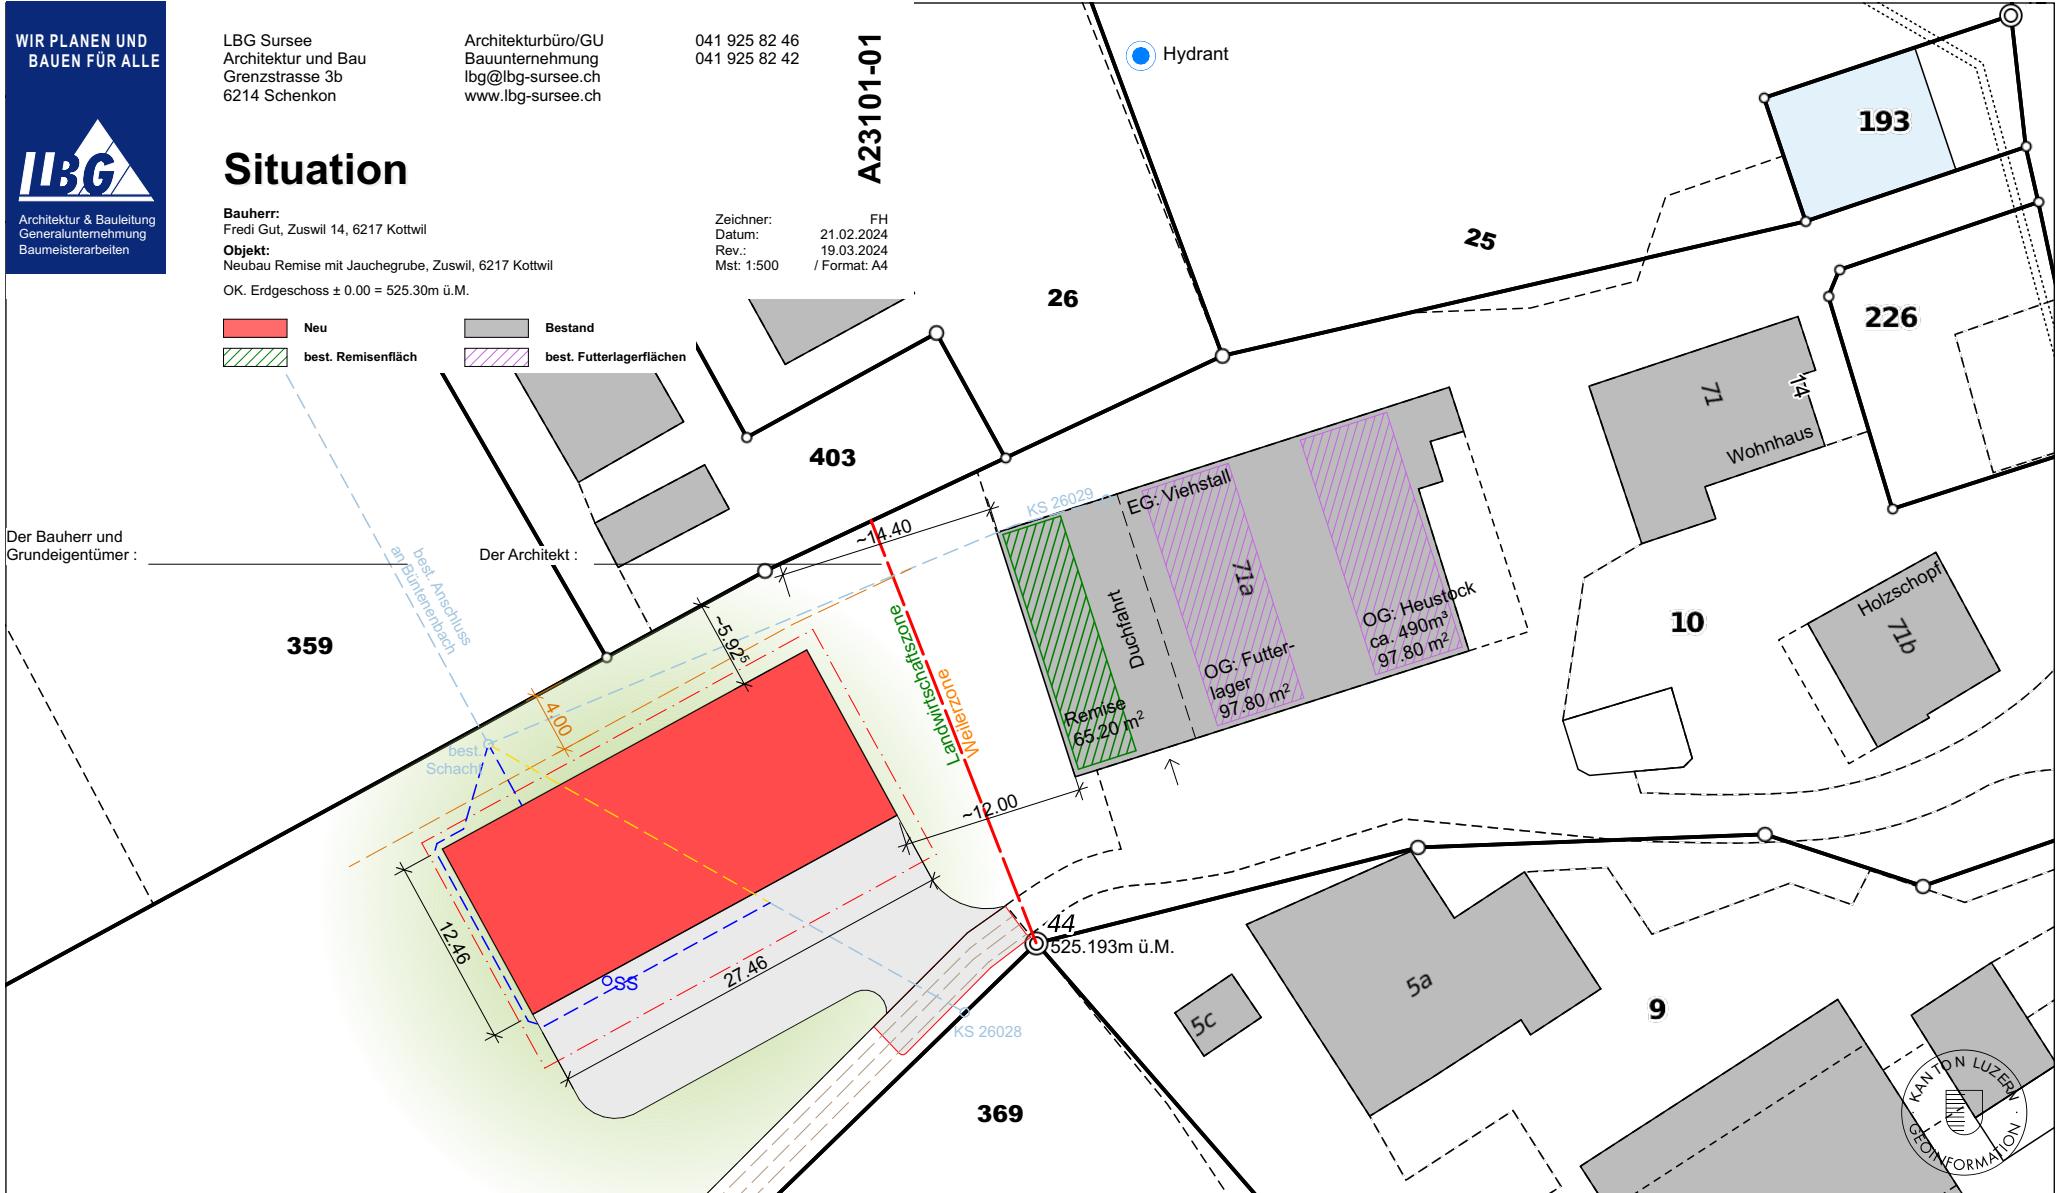 WIR PLANEN UND
BAUEN FÜR ALLE
LBG
Architektur & Bauleitung
Generalunternehmung
Baumeisterarbeiten
LBG Sursee
Architektur und Bau
Grenzstrasse 3b
6214 Schenkon
Architekturbüro/GU
Bauunternehmung
lbg@lbg-sursee.ch
www.lbg-sursee.ch
041 925 82 46
041 925 82 42
A23101-01
Situation
Bauherr:
Fredi Gut, Zuswil 14, 6217 Kottwil
Objekt:
Neubau Remise mit Jauchegrube, Zuswil, 6217 Kottwil
OK. Erdgeschoss ± 0.00 = 525.30m ü.M.
Zeichner: FH
Datum: 21.02.2024
Rev.: 19.03.2024
Mst: 1:500 / Format: A4
Neu
Bestand
best. Remisenfläch
best. Futterlagerflächen
Hydrant
193
25
26
226
403
71
14
Wohnhaus
KS 26029
EG: Viehstall
~14.40
Der Bauherr und
Grundeigentümer :
Der Architekt :
best. Anschluss
an Büntenenbach
359
~5.92⁵
Landwirtschaftszone
Weilerzone
Duchfahrt
71a
OG: Heustock
ca. 490m³
97.80 m²
OG: Futter-
lager
97.80 m²
Remise
65.20 m²
10
Holzschopf
71b
4.00
best.
Schacht
~12.00
12.46
27.46
SS
44
525.193m ü.M.
KS 26028
5a
5c
9
369
KANTON LUZERN
GEOINFORMATION